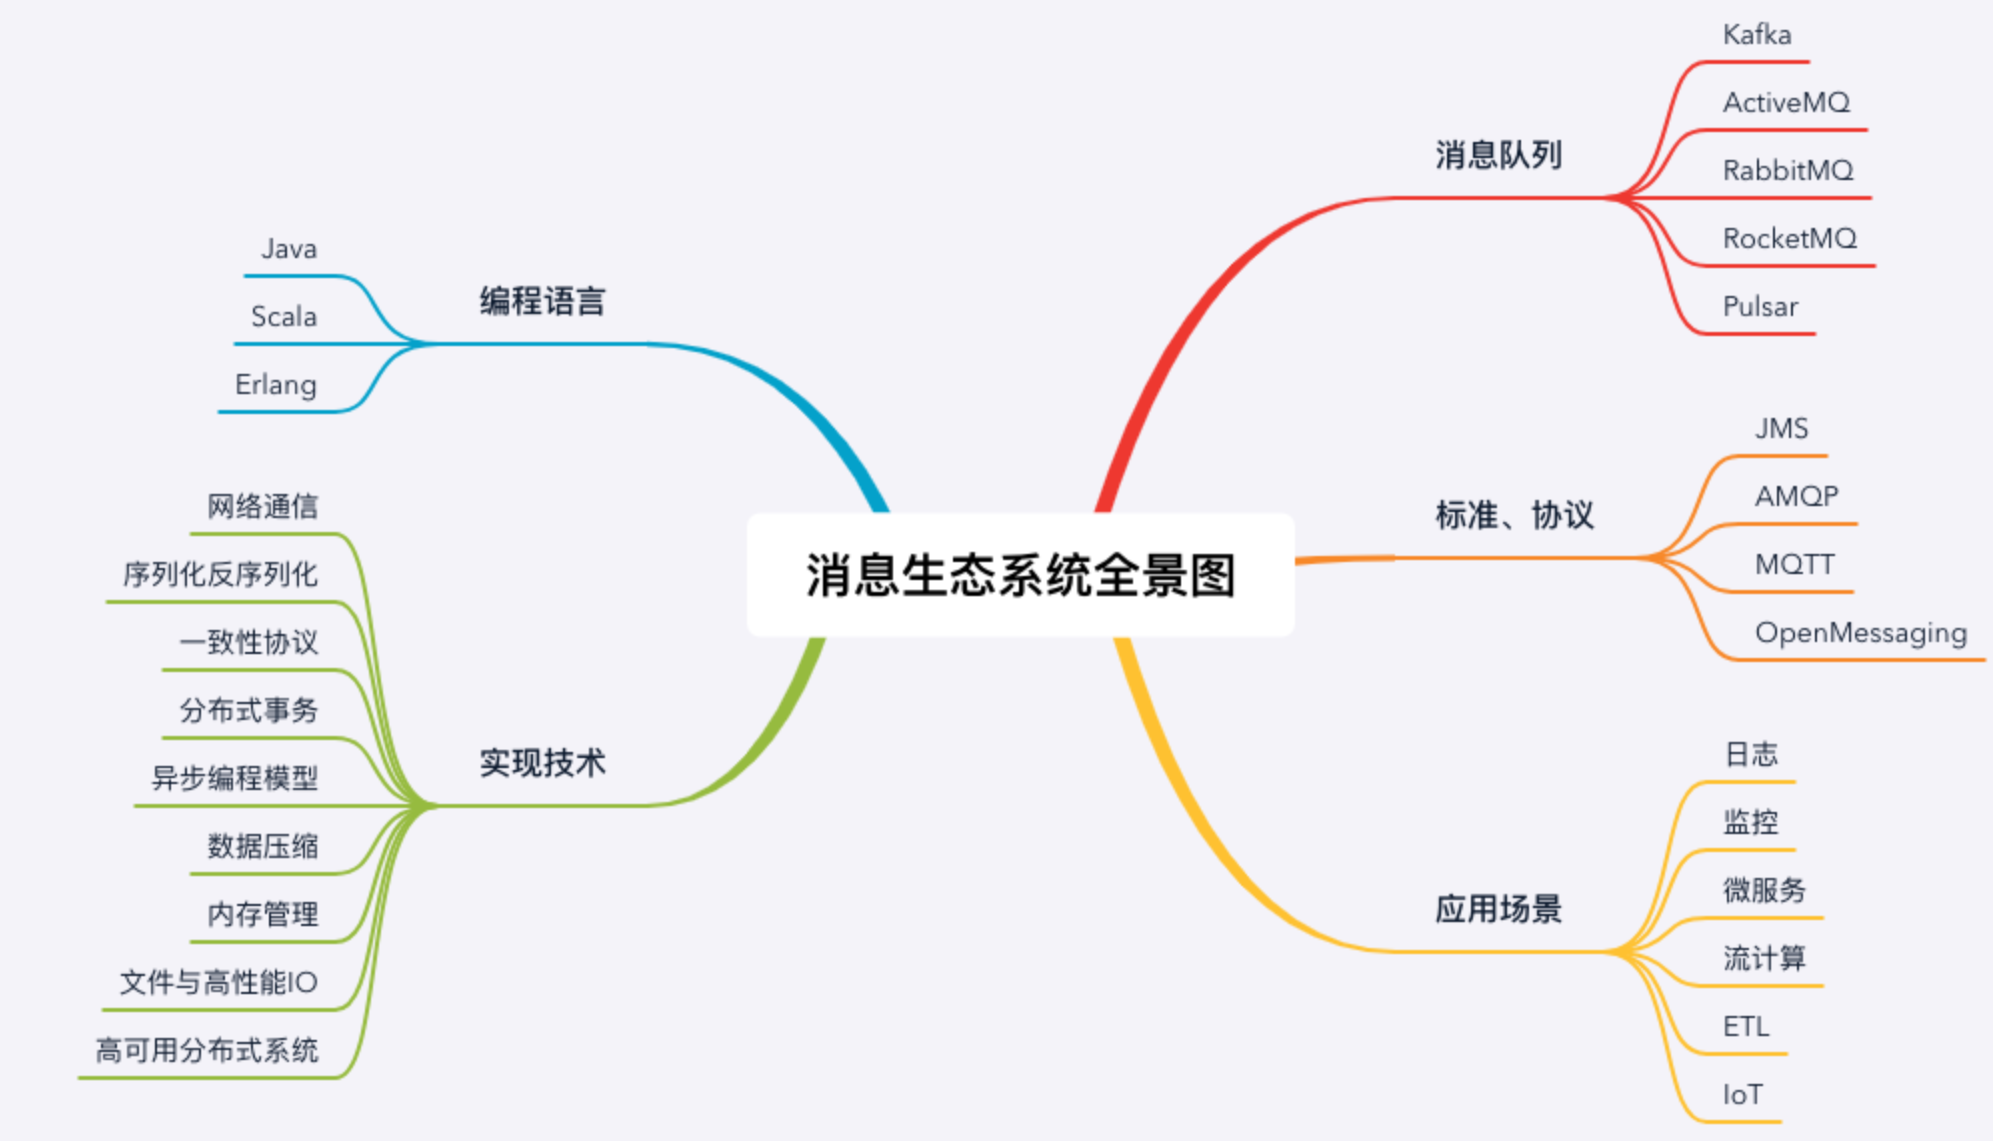 消息生态系统全景图
消息队列
Kafka
ActiveMQ
RabbitMQ
RocketMQ
Pulsar
标准、协议
JMS
AMQP
MQTT
OpenMessaging
应用场景
日志
监控
微服务
流计算
ETL
IoT
编程语言
Java
Scala
Erlang
实现技术
网络通信
序列化反序列化
一致性协议
分布式事务
异步编程模型
数据压缩
内存管理
文件与高性能IO
高可用分布式系统